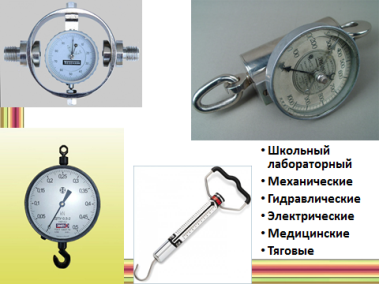 • Школьный
лабораторный
• Механические
• Гидравлические
• Электрические
• Медицинские
• Тяговые